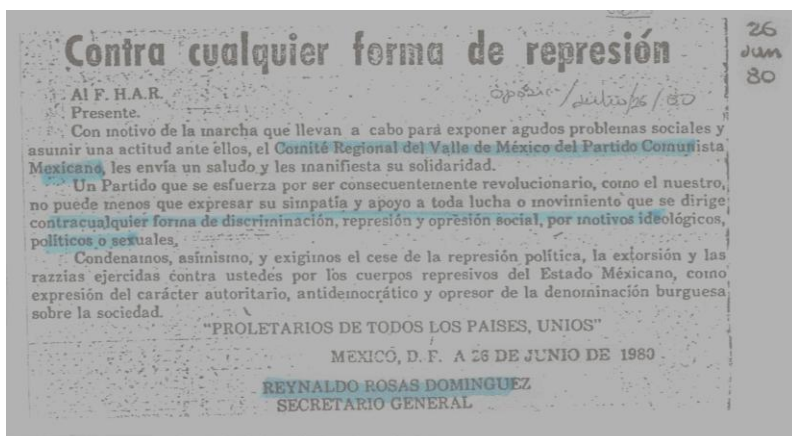 Contra cualquier forma de represión
26
Jun
80
Al F. H.A.R.
Presente.
Con motivo de la marcha que llevan a cabo pará exponer agudos problemas sociales y
asumir una actitud ante ellos, el Comité Regional del Valle de México del Partido Comunista
Mexicano, les envía un saludo y les manifiesta su solidaridad.
Un Partido que se esfuerza por ser consecuentemente revolucionario, como el nuestro,
no puede menos que expresar su simpatía y apoyo a toda lucha o movimiento que se dirige
contracualquier forma de discriminación, represión y opresión social, por motivos ideológicos,
políticos o sexuales,
Condenamos, asimismo, y exigimos el cese de la represión política, la extorsión y las
razzias ejercidas contra ustedes por los cuerpos represivos del Estado Méxicano, como
expresión del carácter autoritario, antidemocrático y opresor de la denominación burguesa
sobre la sociedad.
"PROLETARIOS DE TODOS LOS PAISES, UNIOS"
MEXICO, D. F. A 26 DE JUNIO DE 1980
REYNALDO ROSAS DOMINGUEZ
SECRETARIO GENERAL